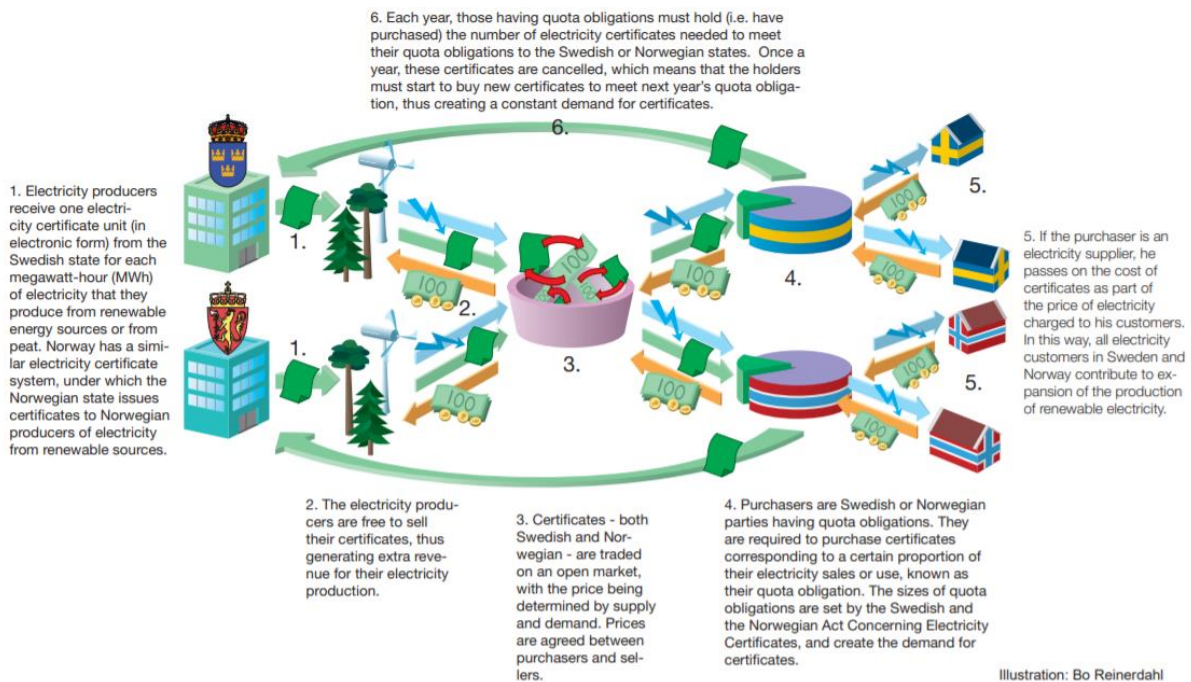 6. Each year, those having quota obligations must hold (i.e. have
purchased) the number of electricity certificates needed to meet
their quota obligations to the Swedish or Norwegian states. Once a
year, these certificates are cancelled, which means that the holders
must start to buy new certificates to meet next year's quota obliga-
tion, thus creating a constant demand for certificates.
6.
1. Electricity producers
receive one electri-
city certificate unit (in
electronic form) from the
Swedish state for each
megawatt-hour (MWh)
of electricity that they
produce from renewable
energy sources or from
peat. Norway has a simi-
lar electricity certificate
system, under which the
Norwegian state issues
certificates to Norwegian
producers of electricity
from renewable sources.
1.
1.
100
2.
100
100
3.
100
100
4.
100
100
5.
100
100
5.
5. If the purchaser is an
electricity supplier, he
passes on the cost of
certificates as part of
the price of electricity
charged to his customers.
In this way, all electricity
customers in Sweden and
Norway contribute to ex-
pansion of the production
of renewable electricity.
2. The electricity produ-
cers are free to sell
their certificates, thus
generating extra reve-
nue for their electricity
production.
3. Certificates - both
Swedish and Nor-
wegian - are traded
on an open market,
with the price being
determined by supply
and demand. Prices
are agreed between
purchasers and sel-
lers.
4. Purchasers are Swedish or Norwegian
parties having quota obligations. They
are required to purchase certificates
corresponding to a certain proportion of
their electricity sales or use, known as
their quota obligation. The sizes of quota
obligations are set by the Swedish and
the Norwegian Act Concerning Electricity
Certificates, and create the demand for
certificates.
Illustration: Bo Reinerdahl